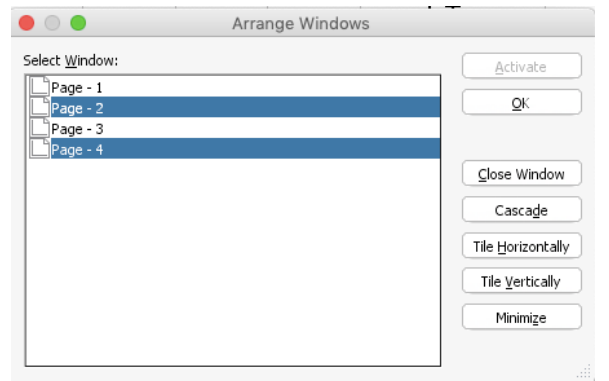 Arrange Windows
Select Window:
Page - 1
Page - 2
Page - 3
Page - 4
Activate
OK
Close Window
Cascade
Tile Horizontally
Tile Vertically
Minimize